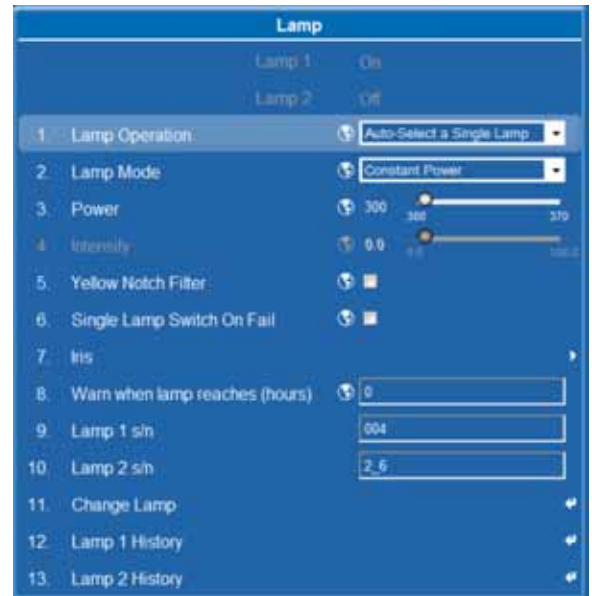 Lamp
Lamp 1 On
Lamp 2 Off
1. Lamp Operation Auto-Select a Single Lamp
2. Lamp Mode Constant Power
3. Power 300 300 370
4. Intensity 0.0 0.0 100.0
5. Yellow Notch Filter
6. Single Lamp Switch On Fail
7. Iris
8. Warn when lamp reaches (hours) 0
9. Lamp 1 s/n 004
10. Lamp 2 s/n 2_6
11. Change Lamp
12. Lamp 1 History
13. Lamp 2 History